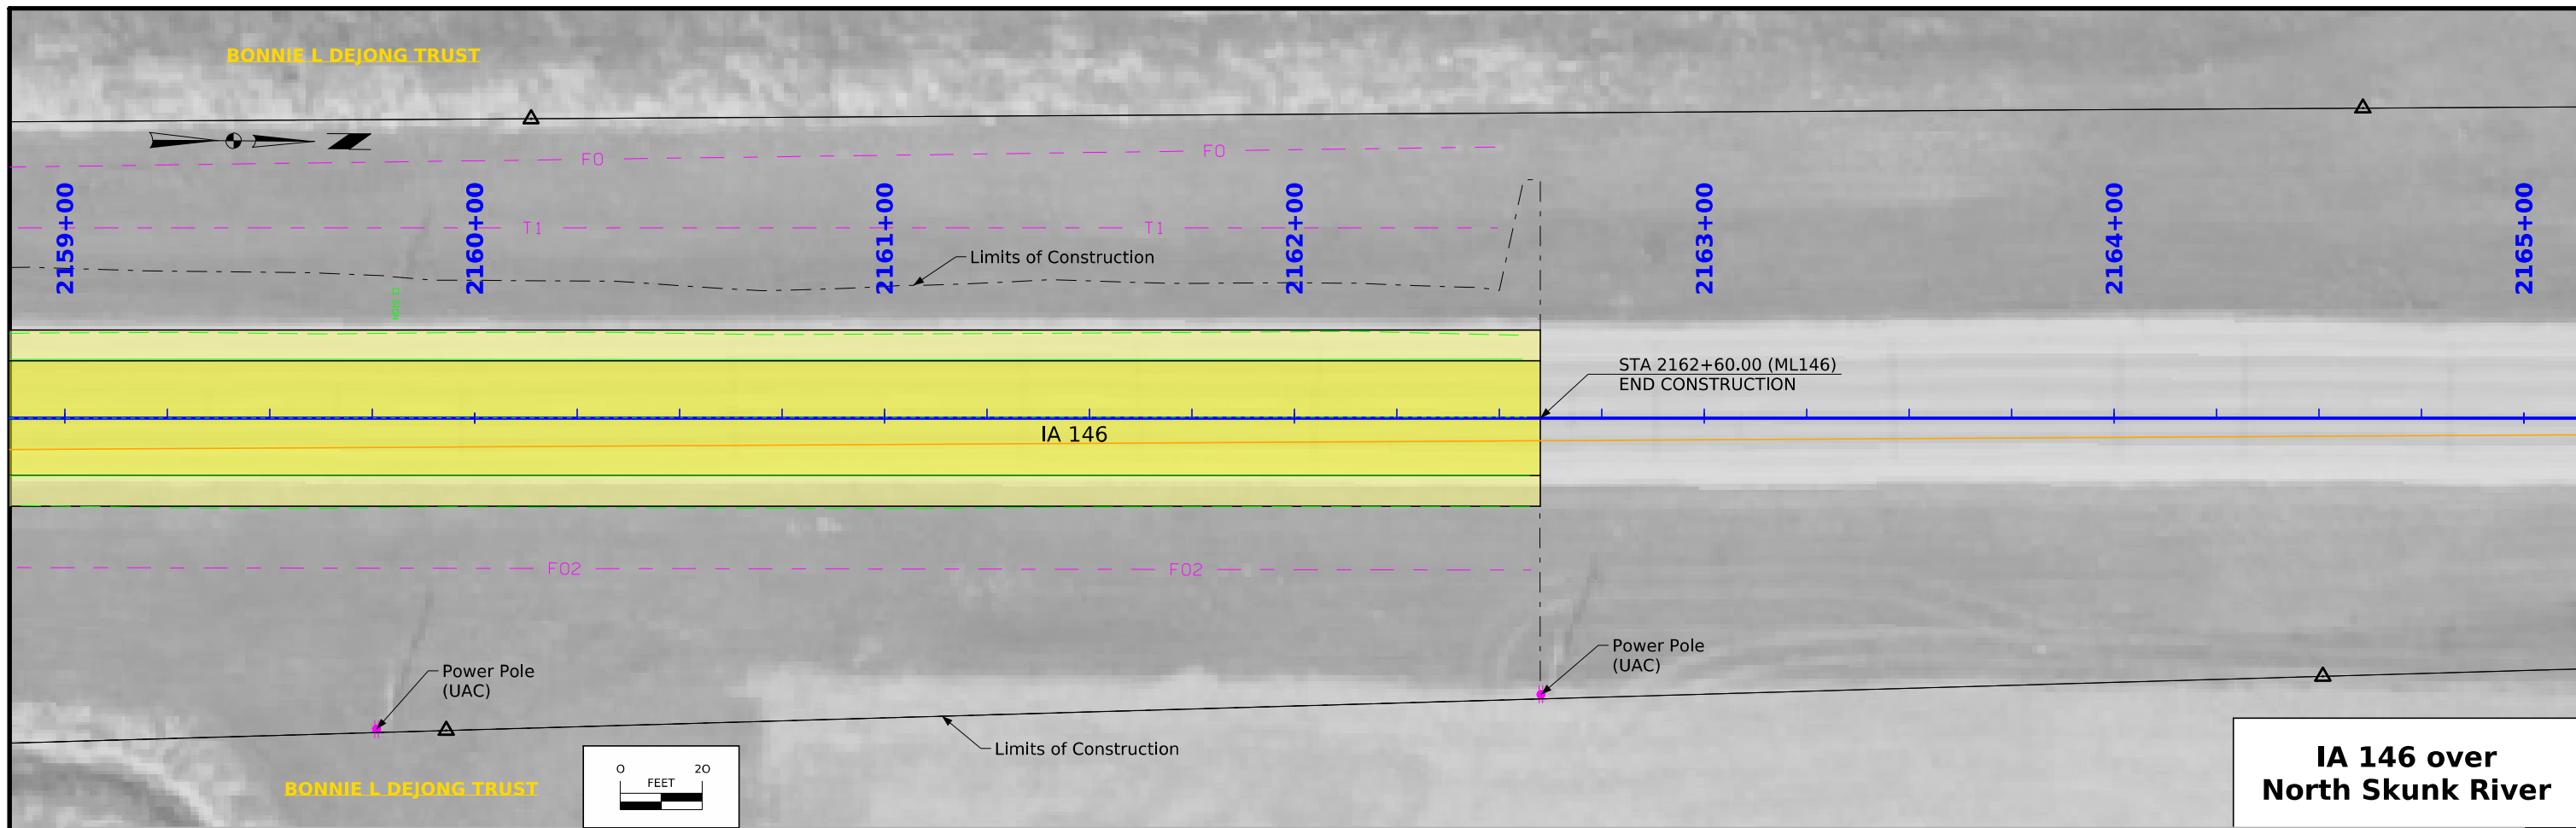 BONNIE L DEJONG TRUST
FO
FO
2159+00
2160+00
2161+00
2162+00
2163+00
2164+00
2165+00
T1
T1
Limits of Construction
STA 2162+60.00 (ML146)
END CONSTRUCTION
IA 146
FO2
FO2
Power Pole
(UAC)
Power Pole
(UAC)
Limits of Construction
BONNIE L DEJONG TRUST
0 20
FEET
IA 146 over
North Skunk River